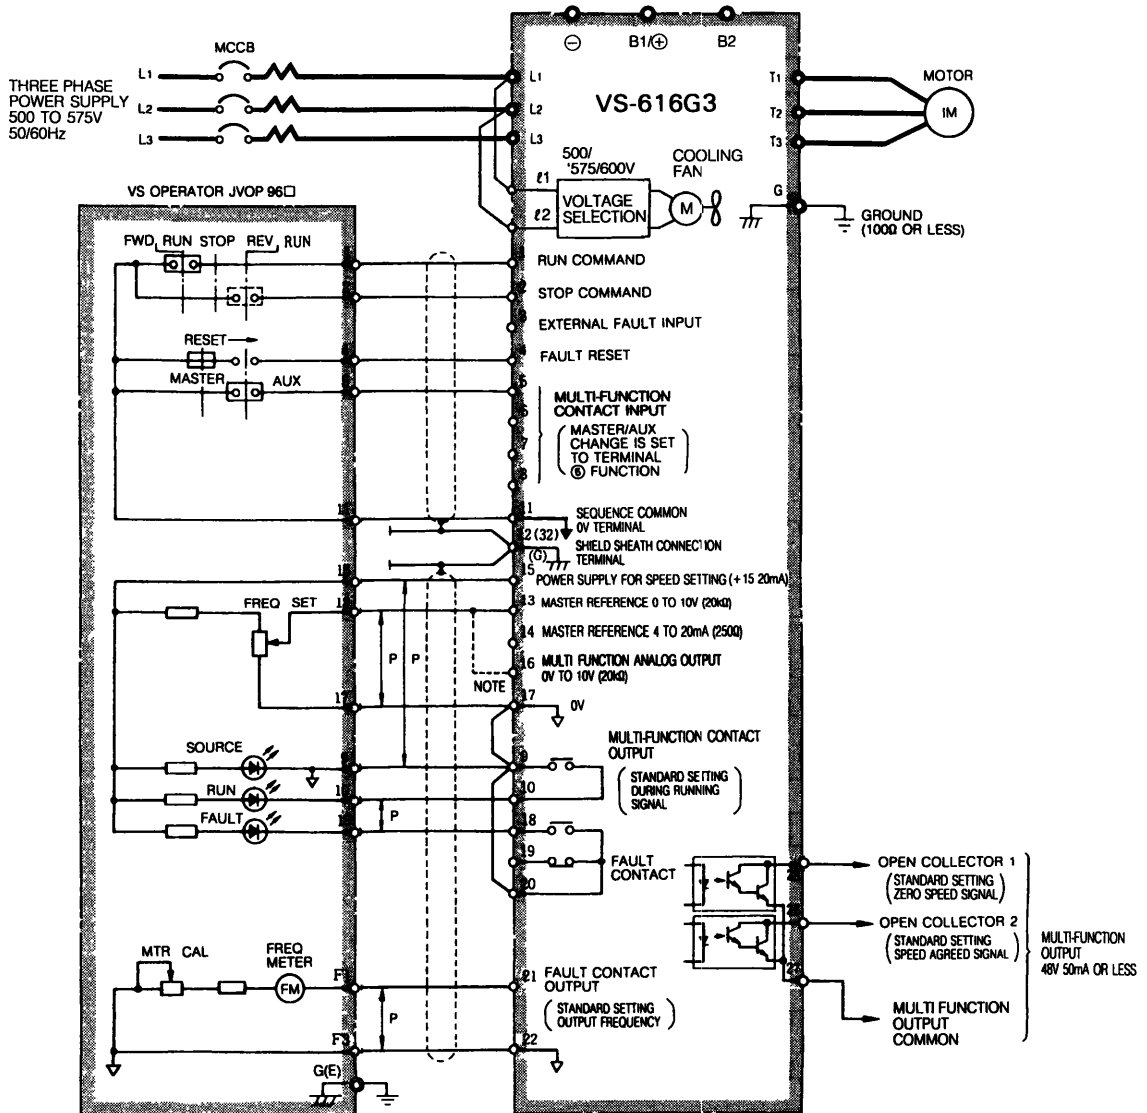 ⊖ B1/⊕ B2
MCCB
L1
L2
L3
THREE PHASE
POWER SUPPLY
500 TO 575V
50/60Hz
L1
L2
L3
VS-616G3
T1
T2
T3
MOTOR
IM
500/
'575/600V
COOLING
FAN
ℓ1
ℓ2
VOLTAGE
SELECTION
M
G
GROUND
(100Ω OR LESS)
VS OPERATOR JVOP 96□
FWD RUN STOP REV RUN
RUN COMMAND
STOP COMMAND
EXTERNAL FAULT INPUT
RESET
4
FAULT RESET
MASTER AUX
5
6
7
8
MULTI-FUNCTION
CONTACT INPUT
(MASTER/AUX
CHANGE IS SET
TO TERMINAL
⑤ FUNCTION)
11
SEQUENCE COMMON
0V TERMINAL
12 (32)
(G)
SHIELD SHEATH CONNECTION
TERMINAL
15
POWER SUPPLY FOR SPEED SETTING (+15 20mA)
FREQ SET
13
MASTER REFERENCE 0 TO 10V (20kΩ)
14
MASTER REFERENCE 4 TO 20mA (250Ω)
P P
16
MULTI FUNCTION ANALOG OUTPUT
0V TO 10V (20kΩ)
NOTE
17
17
0V
SOURCE
9
MULTI-FUNCTION CONTACT
OUTPUT
(STANDARD SETTING
DURING RUNNING
SIGNAL)
RUN
10
FAULT
P
18
19
20
FAULT
CONTACT
OPEN COLLECTOR 1
(STANDARD SETTING
ZERO SPEED SIGNAL)
OPEN COLLECTOR 2
(STANDARD SETTING
SPEED AGREED SIGNAL)
MULTI-FUNCTION
OUTPUT
48V 50mA OR LESS
MULTI FUNCTION
OUTPUT
COMMON
MTR CAL
FREQ
METER
FM
P
21
FAULT CONTACT
OUTPUT
(STANDARD SETTING
OUTPUT FREQUENCY)
F3
22
G(E)